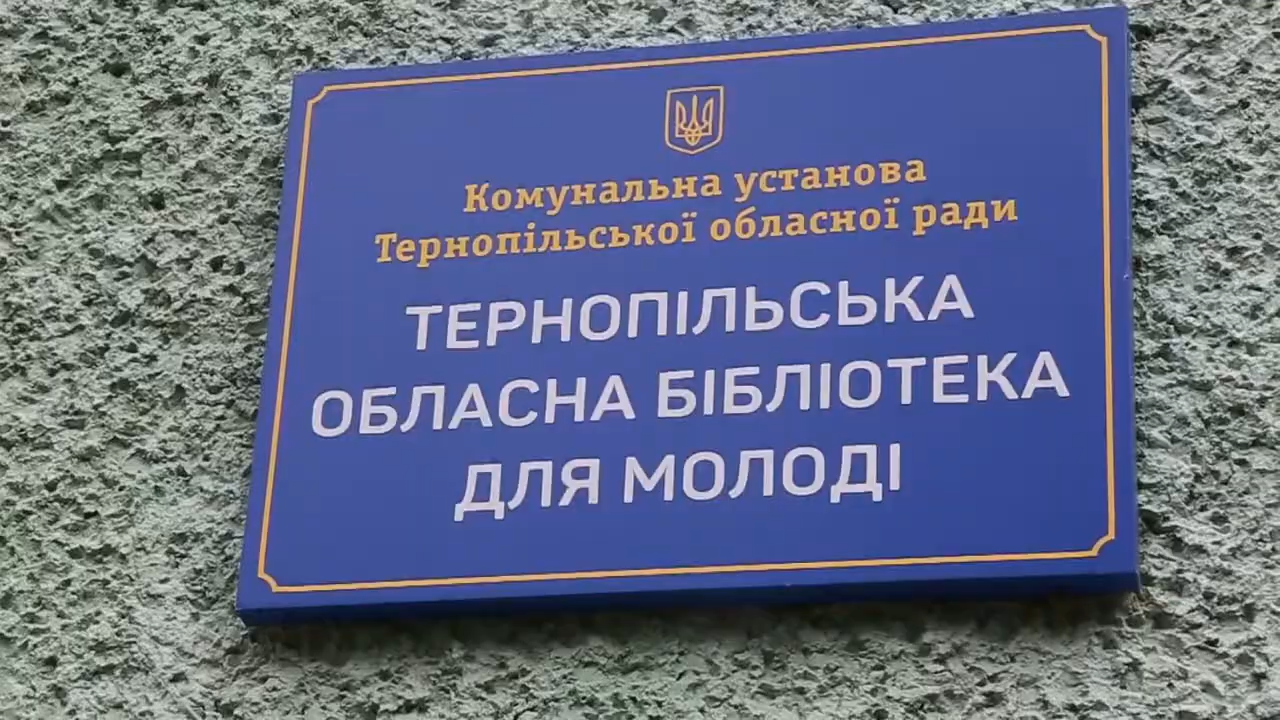 Комунальна установа
Тернопільської обласної ради
ТЕРНОПІЛЬСЬКА
ОБЛАСНА БІБЛІОТЕКА
ДЛЯ МОЛОДІ